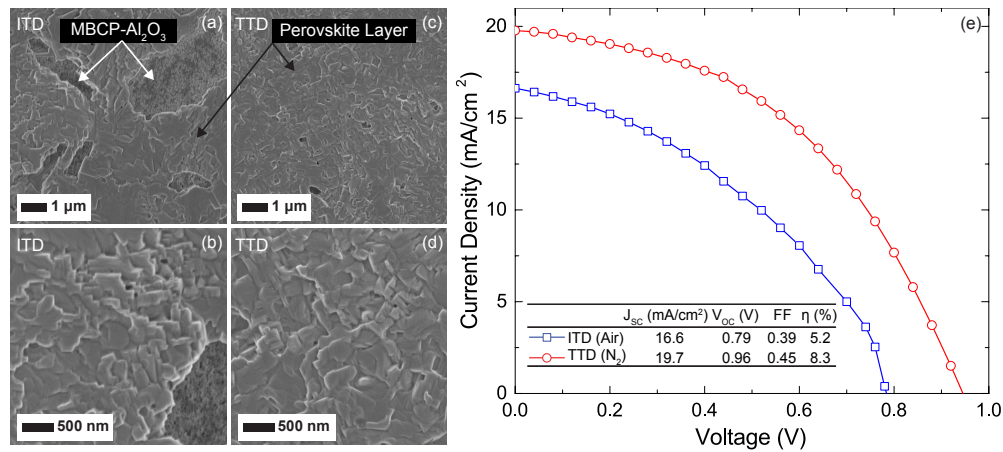 ITD
(a)
MBCP-Al₂O₃
1 µm
TTD
(c)
Perovskite Layer
1 µm
ITD
(b)
500 nm
TTD
(d)
500 nm
(e)
Current Density (mA/cm²)
20
15
10
5
0
J_SC (mA/cm²) V_OC (V) FF η (%)
ITD (Air) 16.6 0.79 0.39 5.2
TTD (N₂) 19.7 0.96 0.45 8.3
0.0 0.2 0.4 0.6 0.8 1.0
Voltage (V)